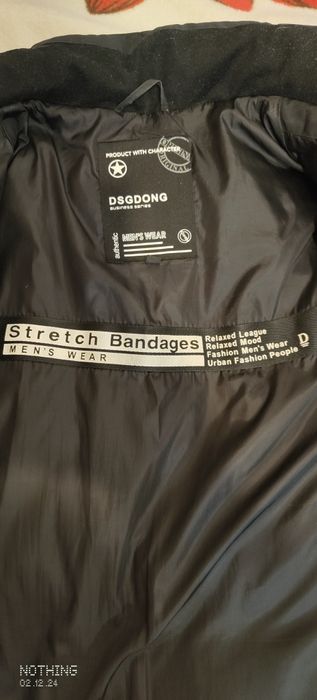 PRODUCT WITH CHARACTER
ORIGINAL
DSGDONG
BUSINESS SERIES
authentic
MEN'S WEAR
Stretch Bandages
MEN'S WEAR
Relaxed League
Relaxed Mood
Fashion Men's Wear
Urban Fashion People
D
NOTHING
02.12.24